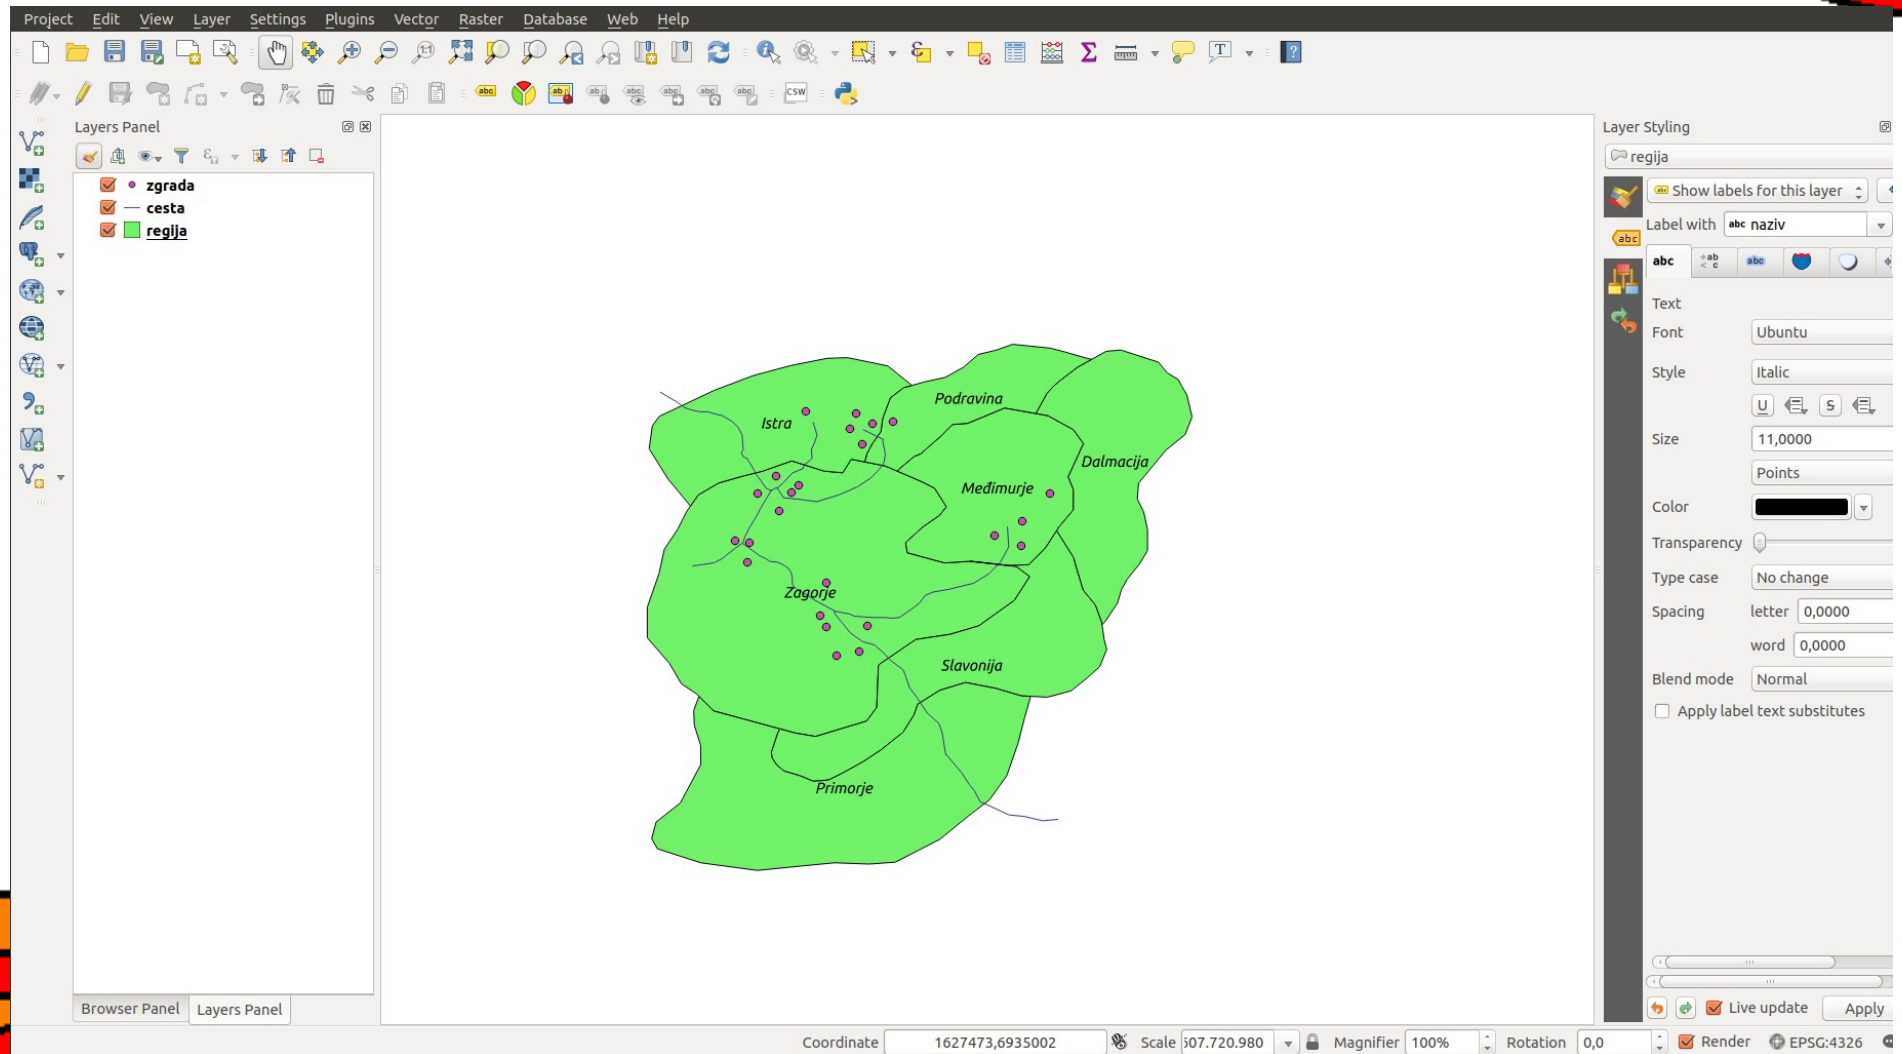 Project Edit View Layer Settings Plugins Vector Raster Database Web Help
Layers Panel
zgrada
cesta
regija
Browser Panel Layers Panel
Istra
Podravina
Dalmacija
Međimurje
Zagorje
Slavonija
Primorje
Layer Styling
regija
Show labels for this layer
Label with abc naziv
abc
Text
Font Ubuntu
Style Italic
U S
Size 11,0000
Points
Color
Transparency
Type case No change
Spacing letter 0,0000
word 0,0000
Blend mode Normal
Apply label text substitutes
Live update Apply
Coordinate 1627473,6935002 Scale 507.720.980 Magnifier 100% Rotation 0,0 Render EPSG:4326